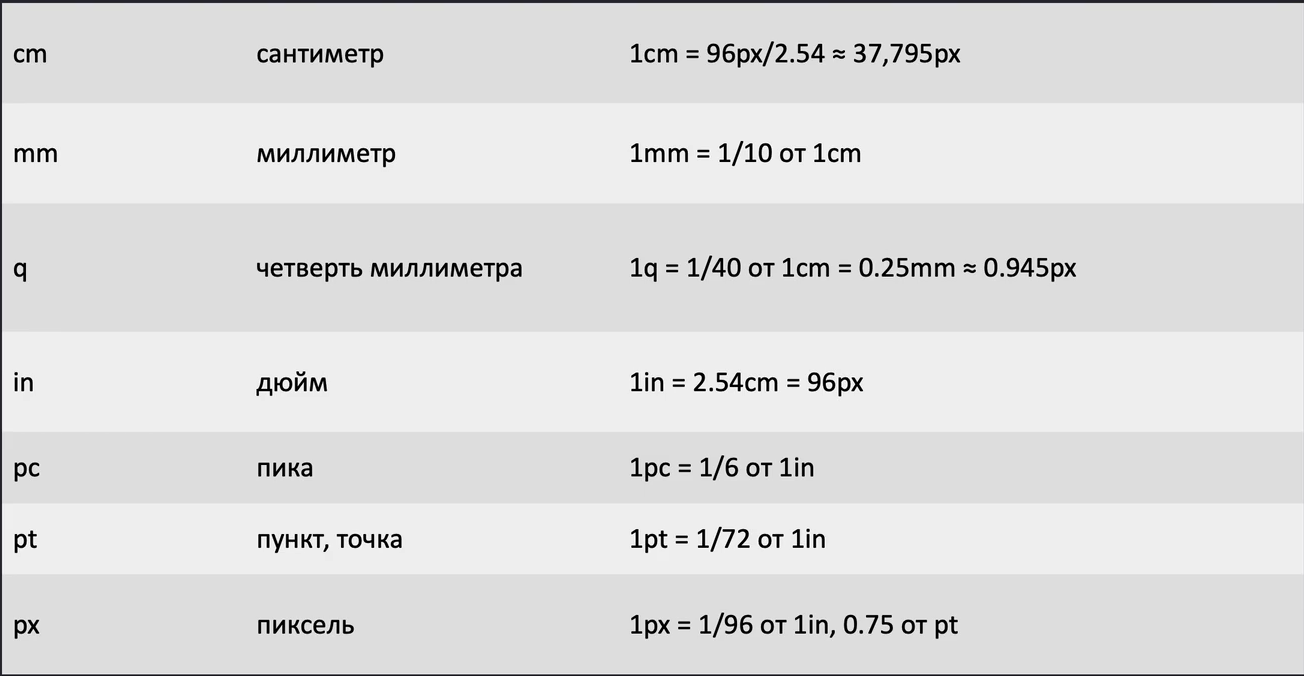 cm сантиметр 1cm = 96px/2.54 ≈ 37,795px
mm миллиметр 1mm = 1/10 от 1cm
q четверть миллиметра 1q = 1/40 от 1cm = 0.25mm ≈ 0.945px
in дюйм 1in = 2.54cm = 96px
pc пика 1pc = 1/6 от 1in
pt пункт, точка 1pt = 1/72 от 1in
px пиксель 1px = 1/96 от 1in, 0.75 от pt